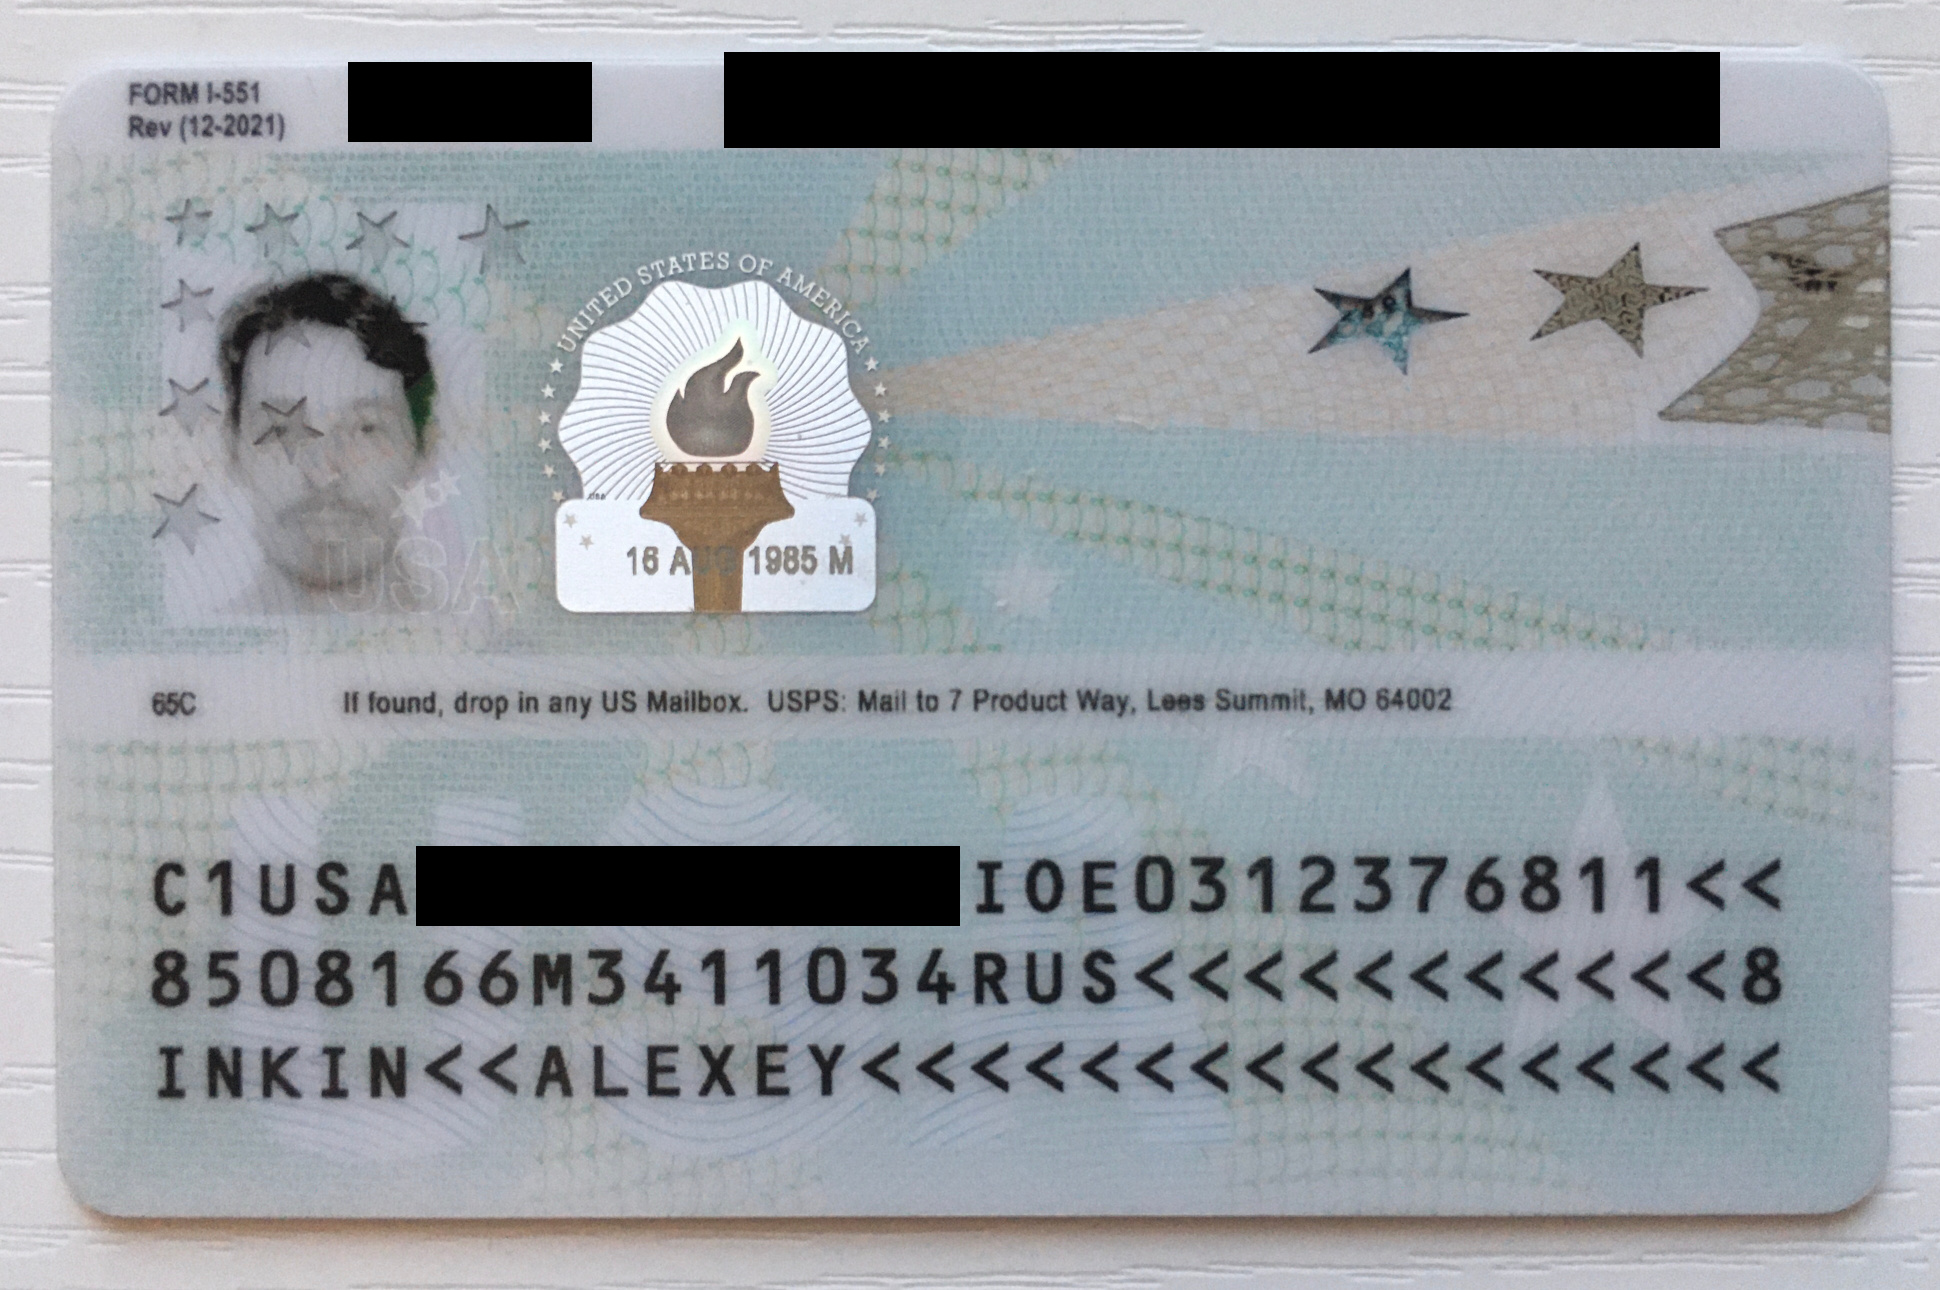 FORM I-551
Rev (12-2021)
UNITED STATES OF AMERICA
USA
16 AUG 1985 M
65C If found, drop in any US Mailbox. USPS: Mail to 7 Product Way, Lees Summit, MO 64002
C1USA IOE0312376811<<
8508166M3411034RUS<<<<<<<<<<<8
INKIN<<ALEXEY<<<<<<<<<<<<<<<<<